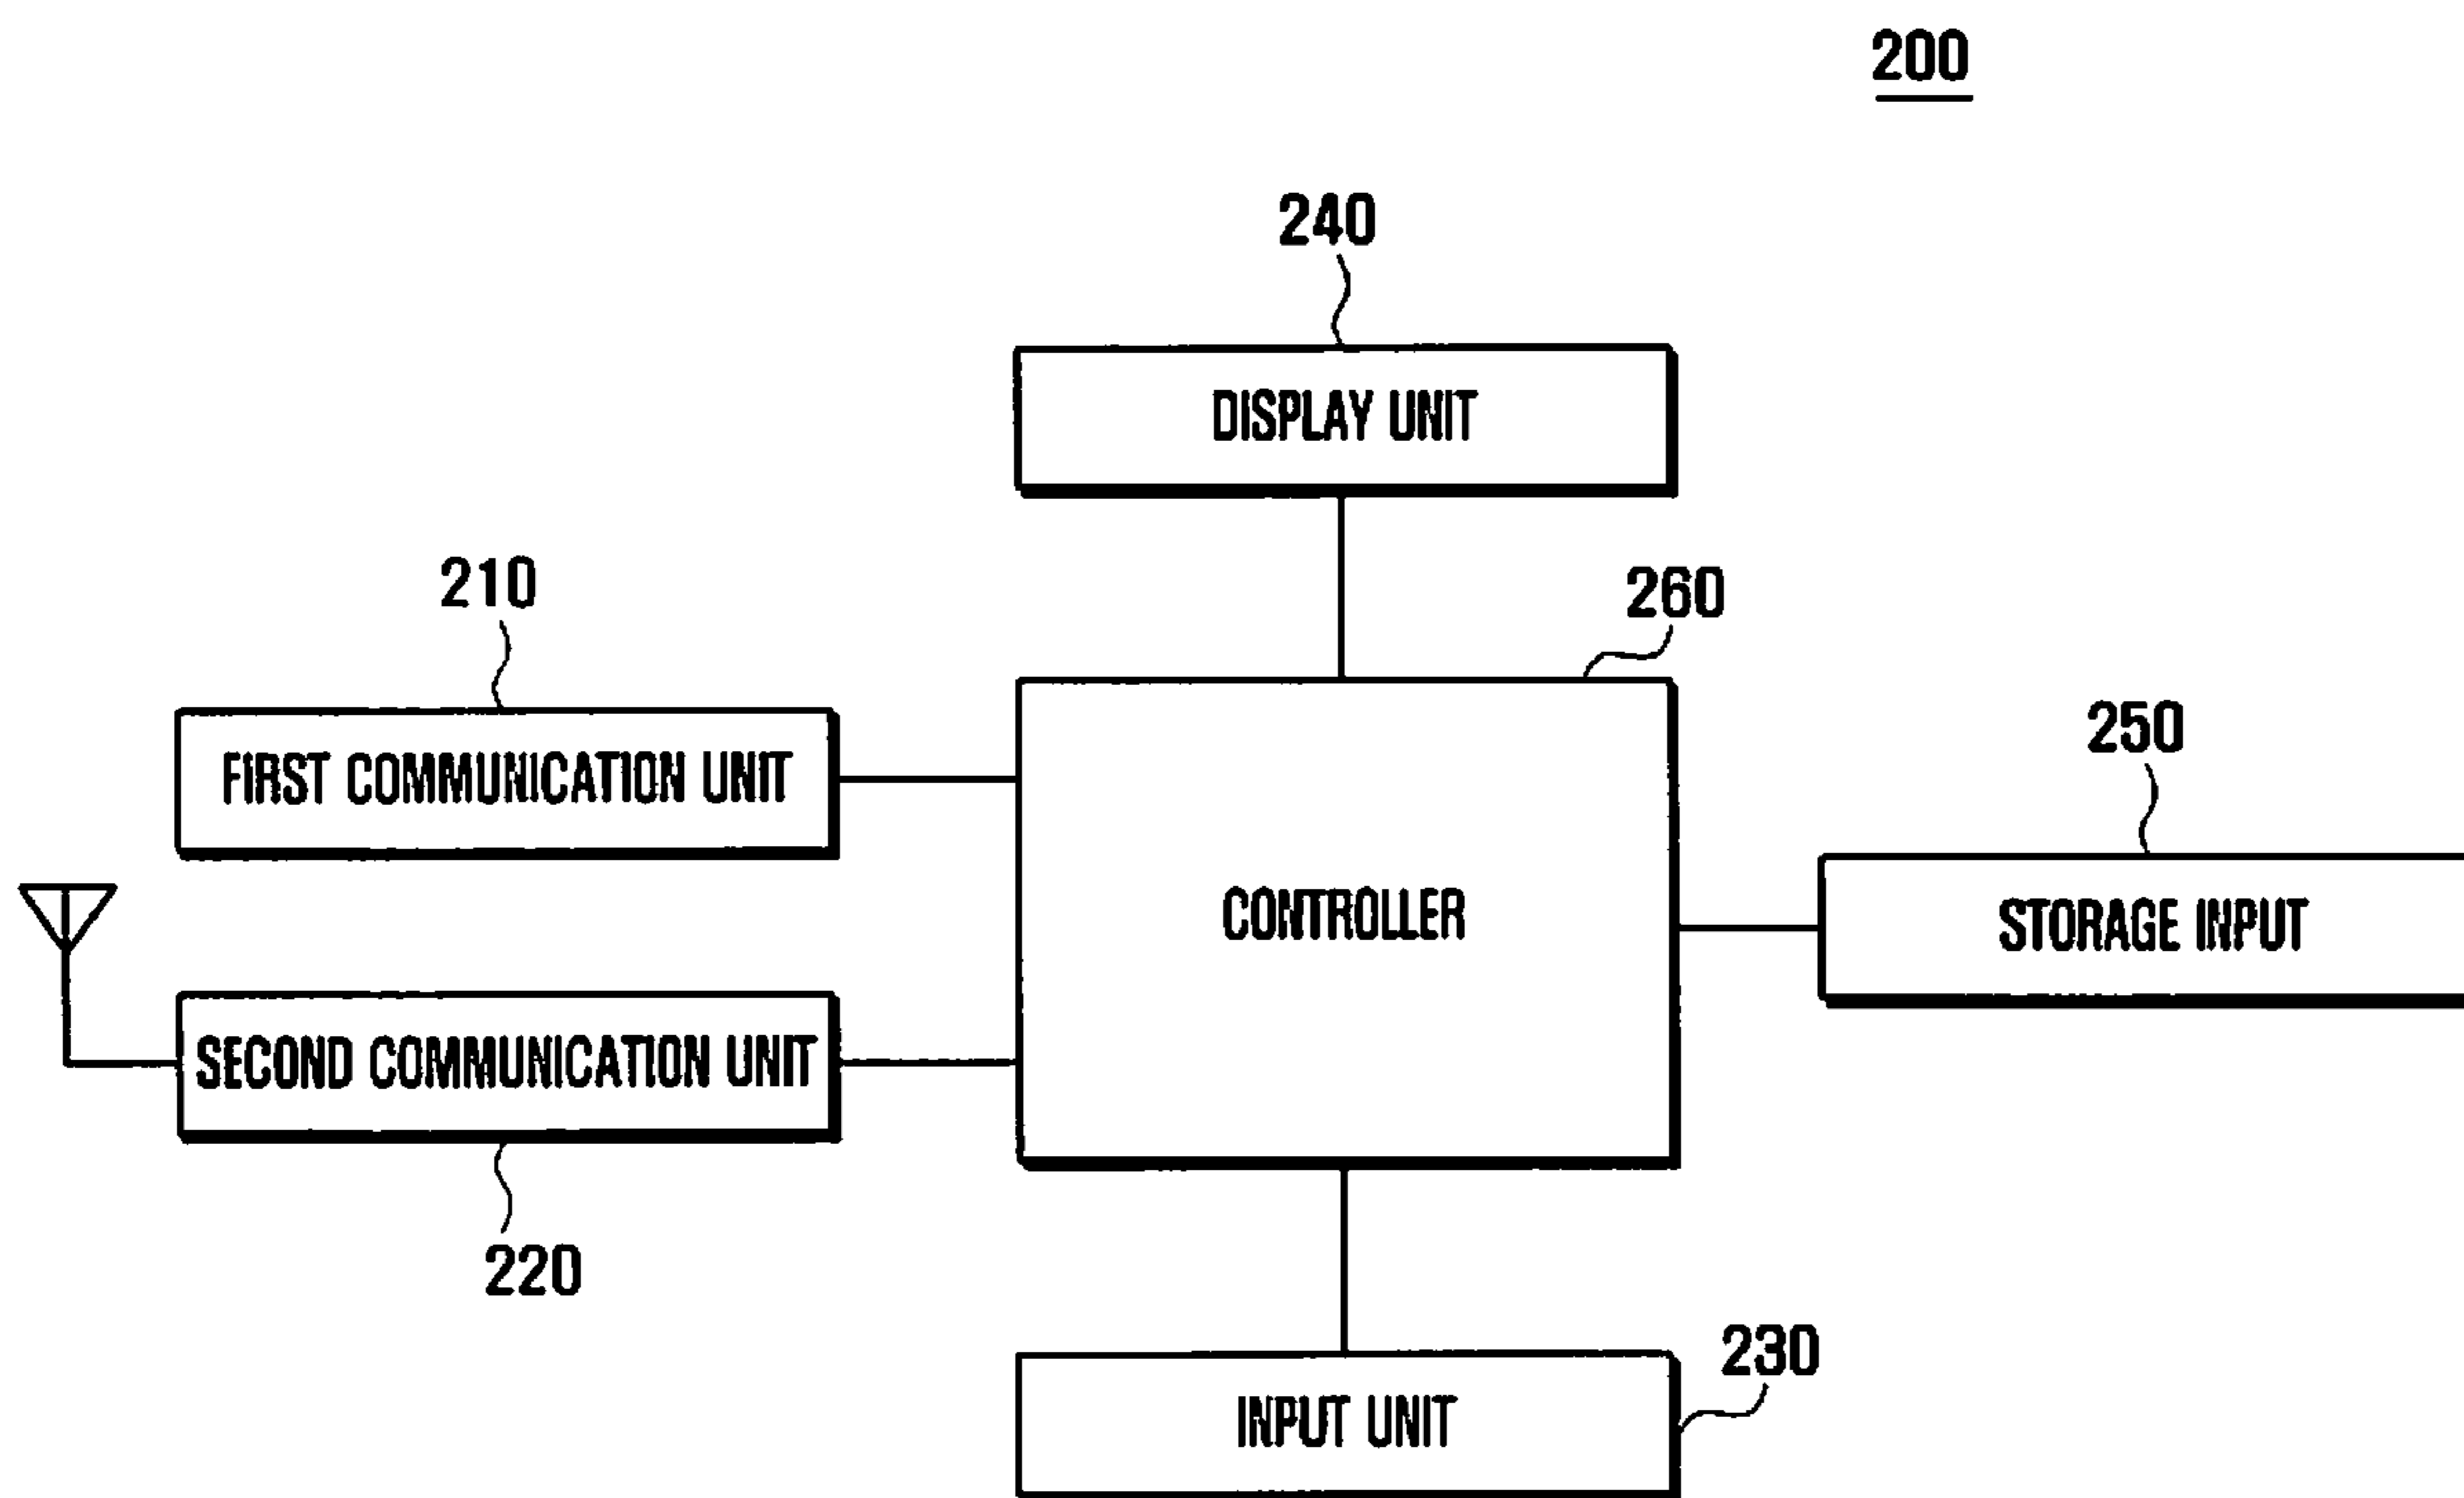 200
240
DISPLAY UNIT
210
260
FIRST COMMUNICATION UNIT
250
CONTROLLER
STORAGE INPUT
SECOND COMMUNICATION UNIT
220
230
INPUT UNIT